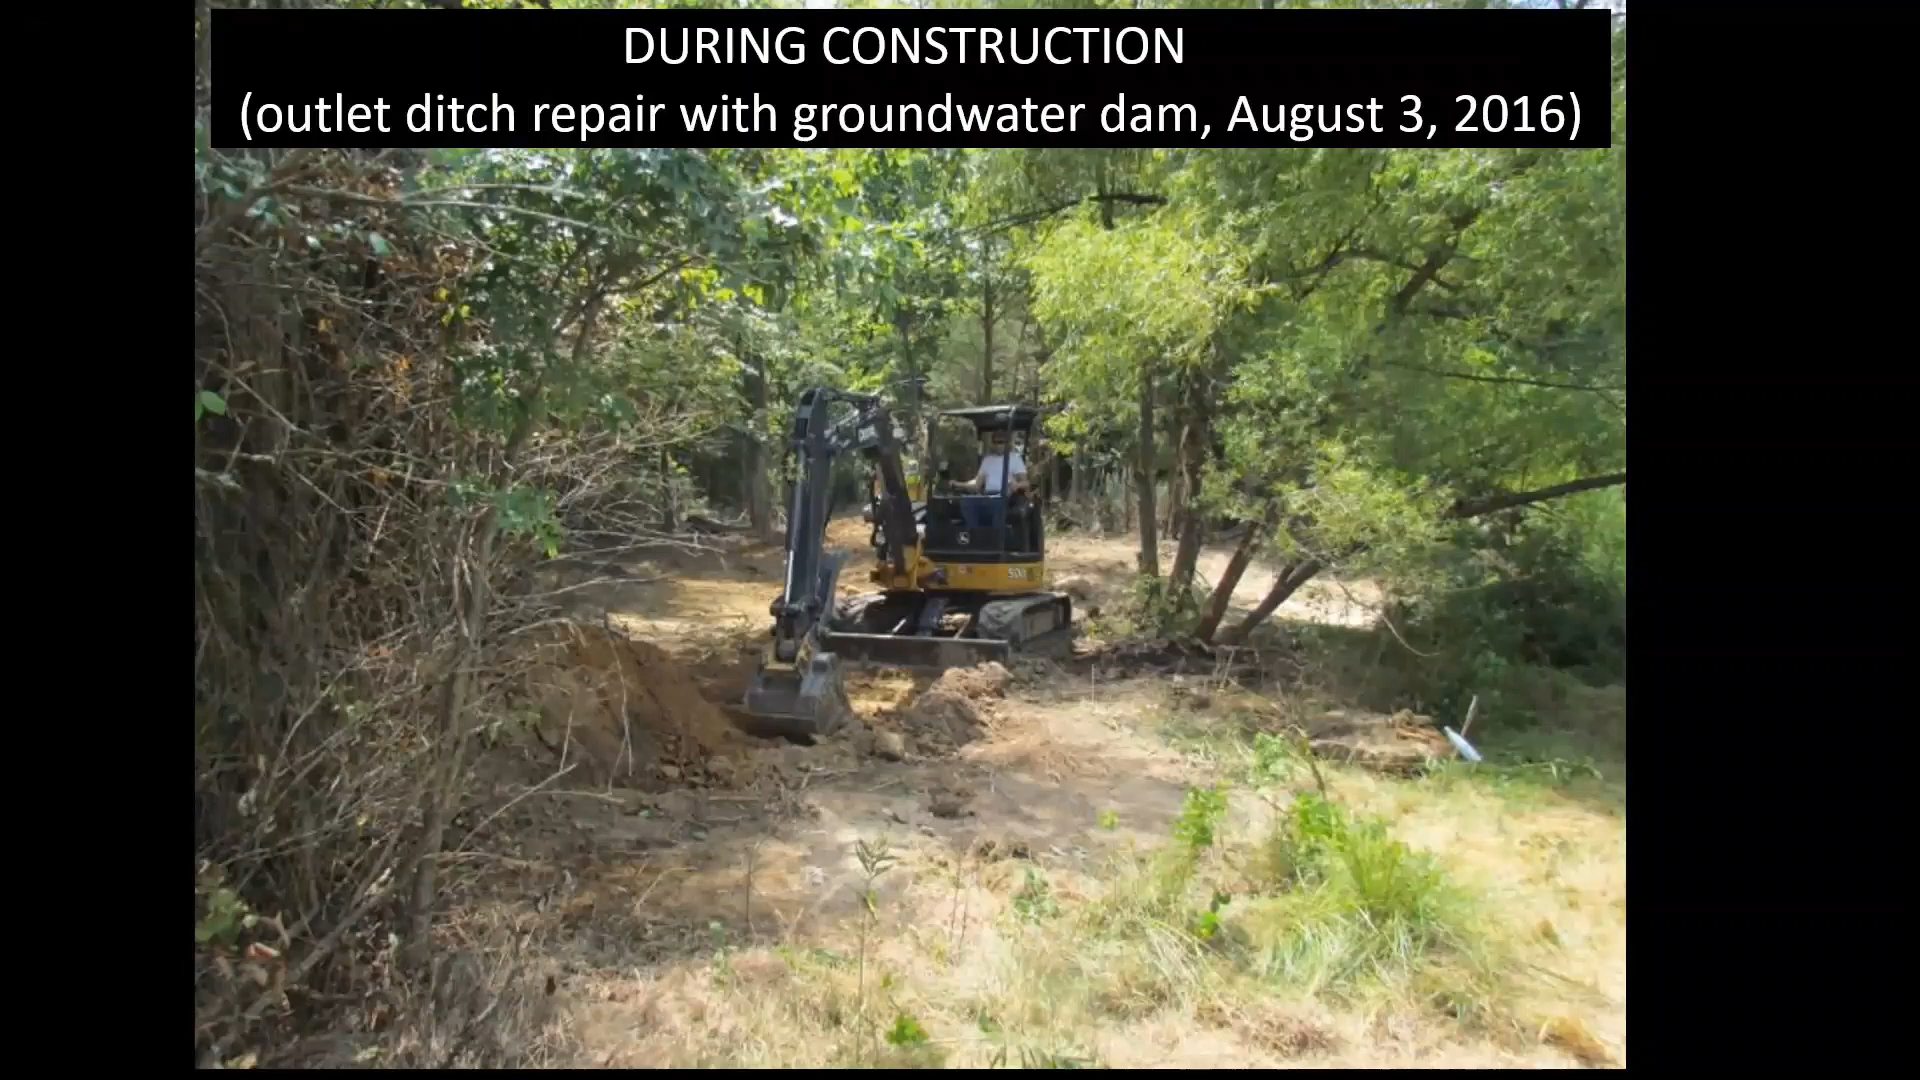 DURING CONSTRUCTION
(outlet ditch repair with groundwater dam, August 3, 2016)